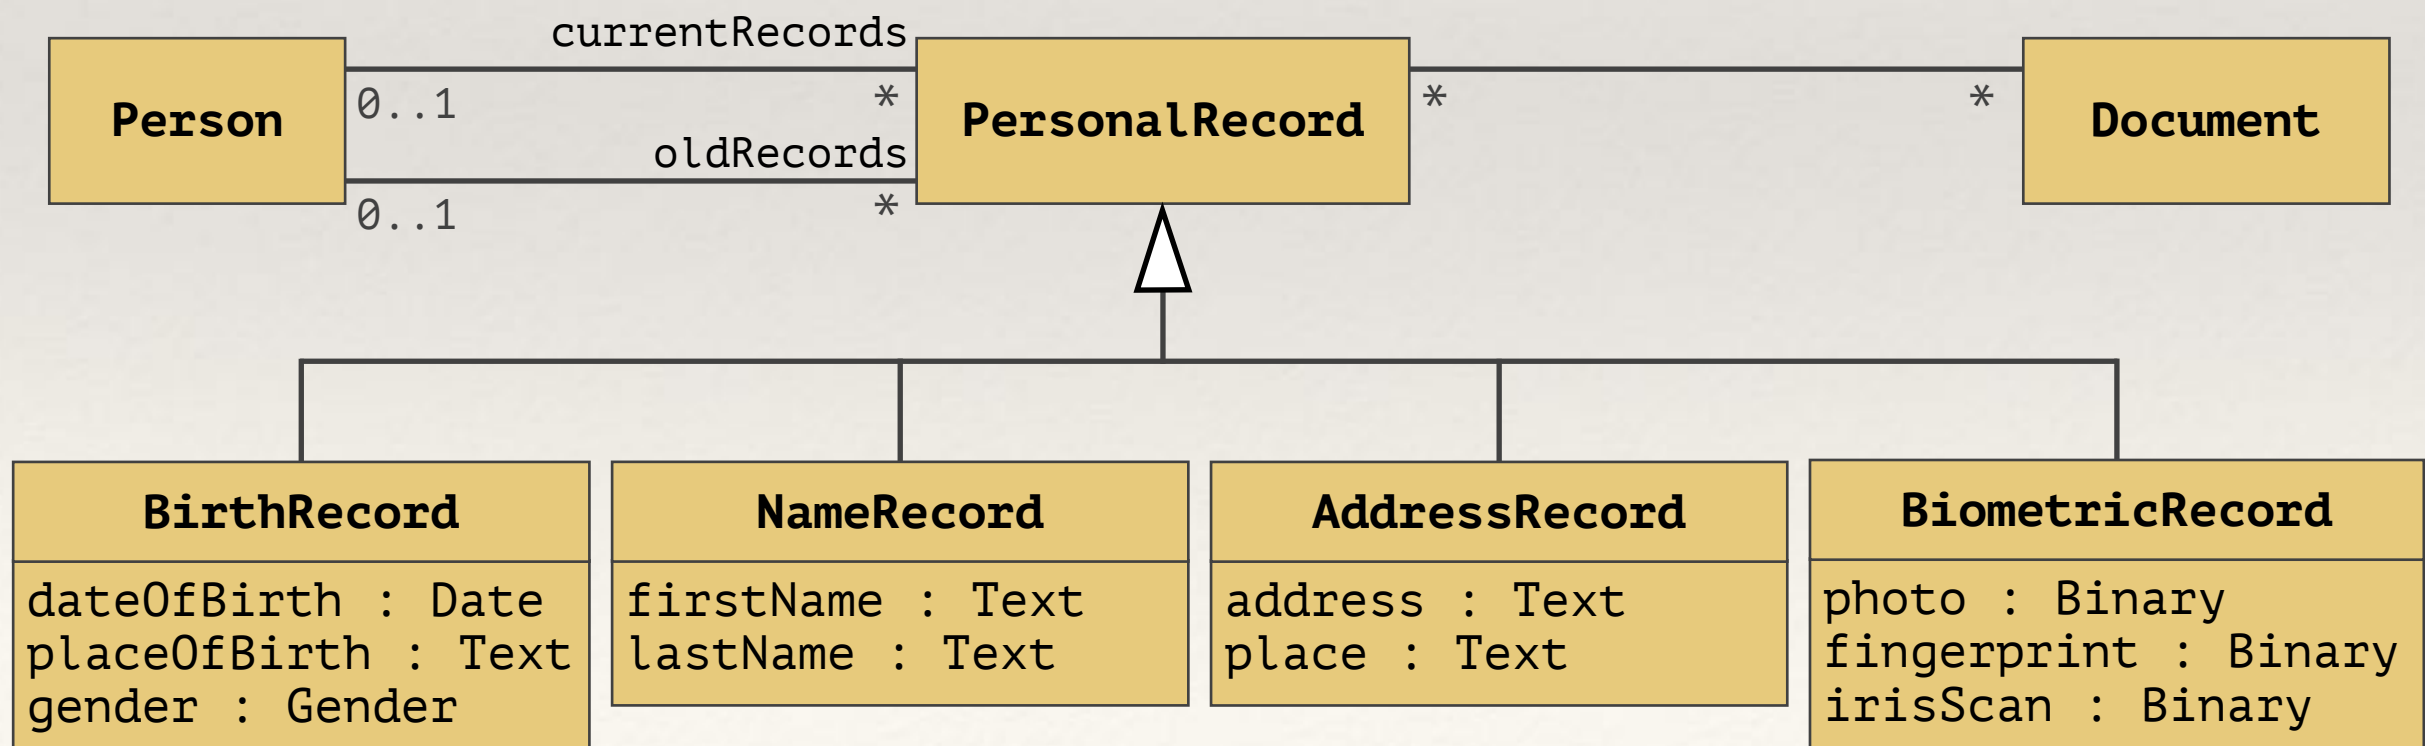 currentRecords
Person
0..1
*
PersonalRecord
*
*
Document
oldRecords
0..1
*
BirthRecord
dateOfBirth : Date
placeOfBirth : Text
gender : Gender
NameRecord
firstName : Text
lastName : Text
AddressRecord
address : Text
place : Text
BiometricRecord
photo : Binary
fingerprint : Binary
irisScan : Binary